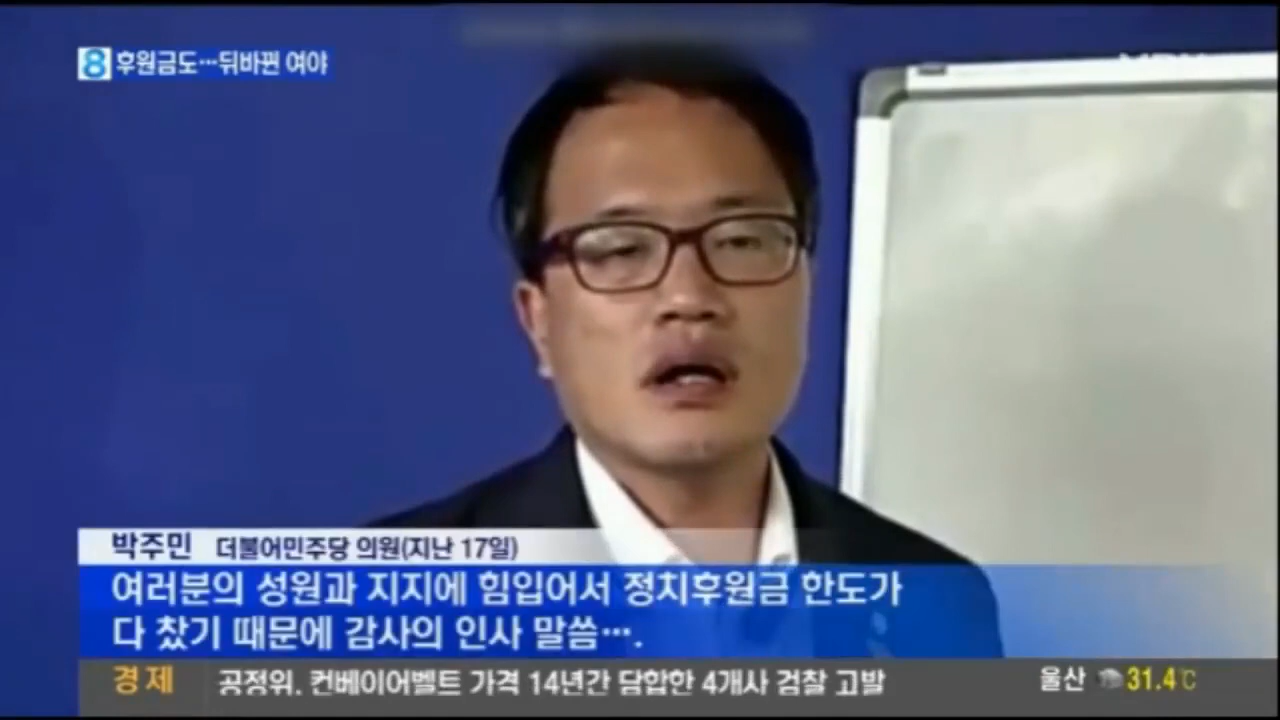 8 후원금도…뒤바뀐 여야
MBN
박주민 더불어민주당 의원(지난 17일)
여러분의 성원과 지지에 힘입어서 정치후원금 한도가
다 찼기 때문에 감사의 인사 말씀….
경제 공정위. 컨베이어벨트 가격 14년간 담합한 4개사 검찰 고발 울산 31.4℃